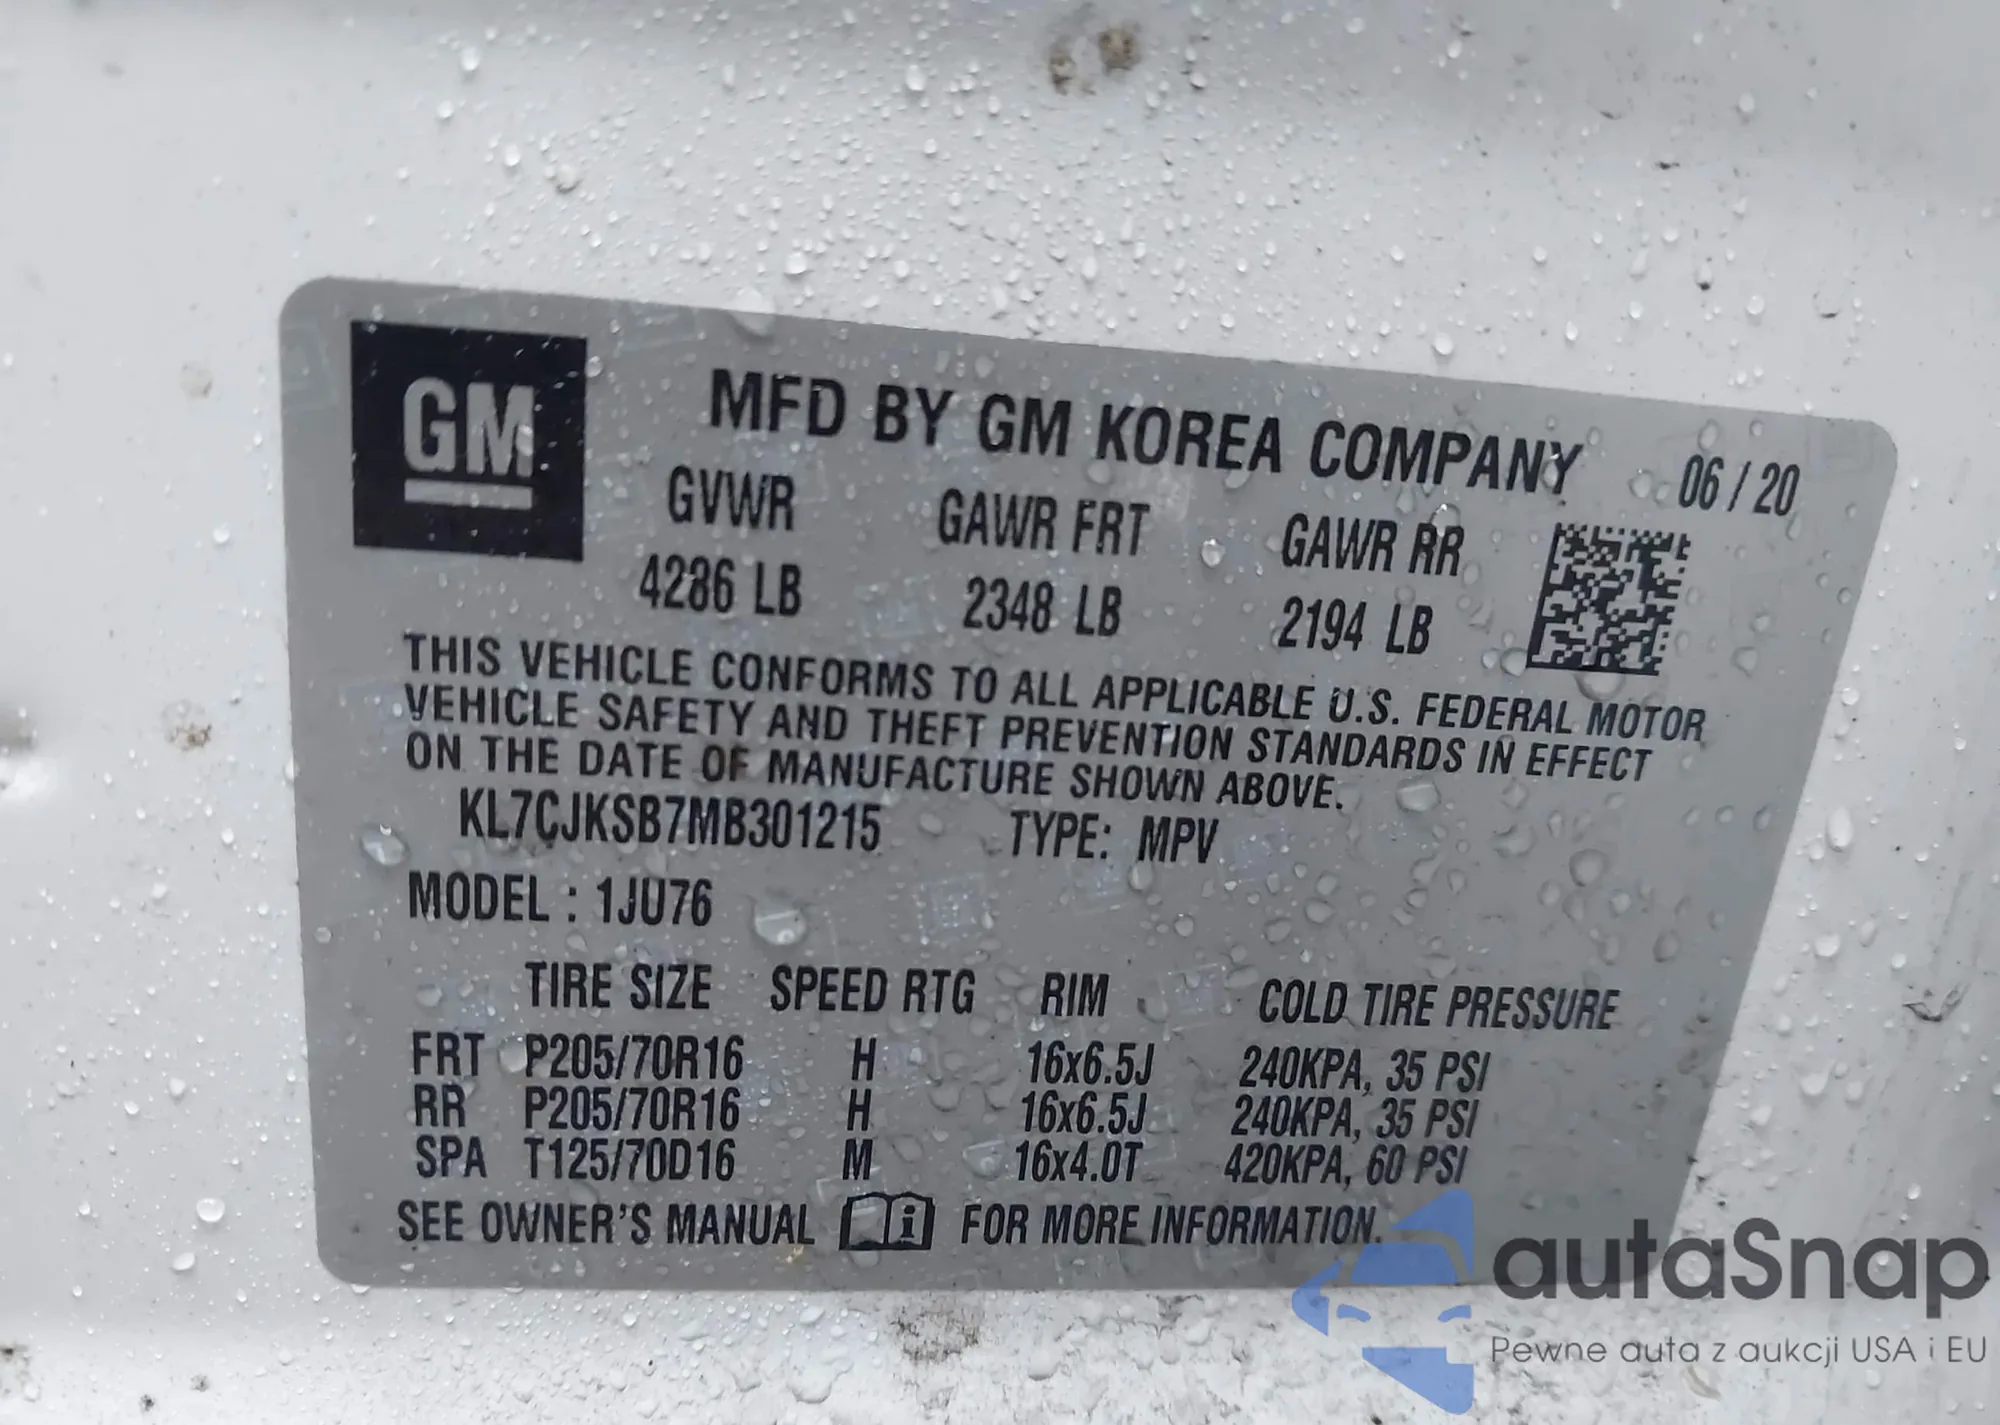 GM
MFD BY GM KOREA COMPANY 06 / 20
GVWR GAWR FRT GAWR RR
4286 LB 2348 LB 2194 LB
THIS VEHICLE CONFORMS TO ALL APPLICABLE U.S. FEDERAL MOTOR
VEHICLE SAFETY AND THEFT PREVENTION STANDARDS IN EFFECT
ON THE DATE OF MANUFACTURE SHOWN ABOVE.
KL7CJKSB7MB301215 TYPE: MPV
MODEL : 1JU76
TIRE SIZE SPEED RTG RIM COLD TIRE PRESSURE
FRT P205/70R16 H 16x6.5J 240KPA, 35 PSI
RR P205/70R16 H 16x6.5J 240KPA, 35 PSI
SPA T125/70D16 M 16x4.0T 420KPA, 60 PSI
SEE OWNER'S MANUAL i FOR MORE INFORMATION.
autaSnap
Pewne auta z aukcji USA i EU